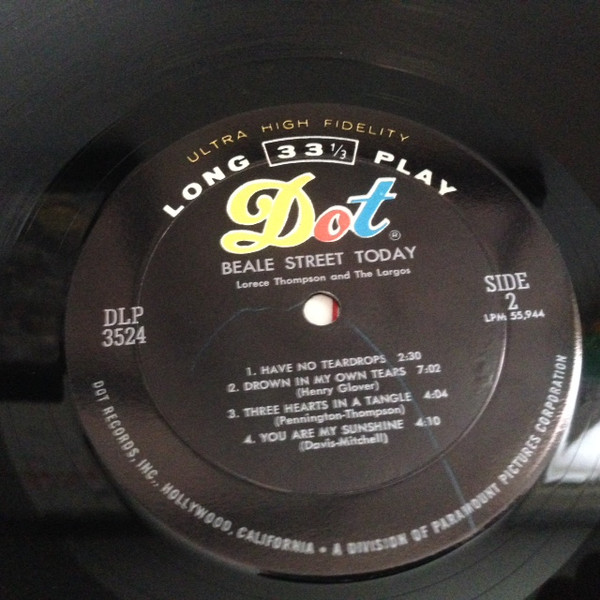 ULTRA HIGH FIDELITY
LONG 33 1/3 PLAY
Dot®
BEALE STREET TODAY
Lorece Thompson and The Largos
DLP
3524
SIDE
2
LPM: 55,944
1. HAVE NO TEARDROPS 2:30
2. DROWN IN MY OWN TEARS 7:02
(Henry Glover)
3. THREE HEARTS IN A TANGLE 4:04
(Pennington-Thompson)
4. YOU ARE MY SUNSHINE 4:10
(Davis-Mitchell)
DOT RECORDS, INC., HOLLYWOOD, CALIFORNIA • A DIVISION OF PARAMOUNT PICTURES CORPORATION